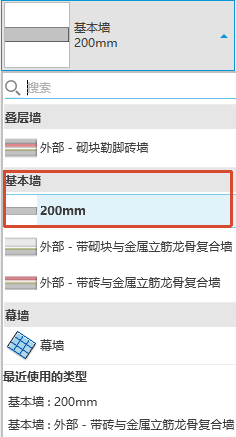 基本墙
200mm
搜索
叠层墙
外部 - 砌块勒脚砖墙
基本墙
200mm
外部 - 带砌块与金属立筋龙骨复合墙
外部 - 带砖与金属立筋龙骨复合墙
幕墙
幕墙
最近使用的类型
基本墙 : 200mm
基本墙 : 外部 - 带砖与金属立筋龙骨复合墙